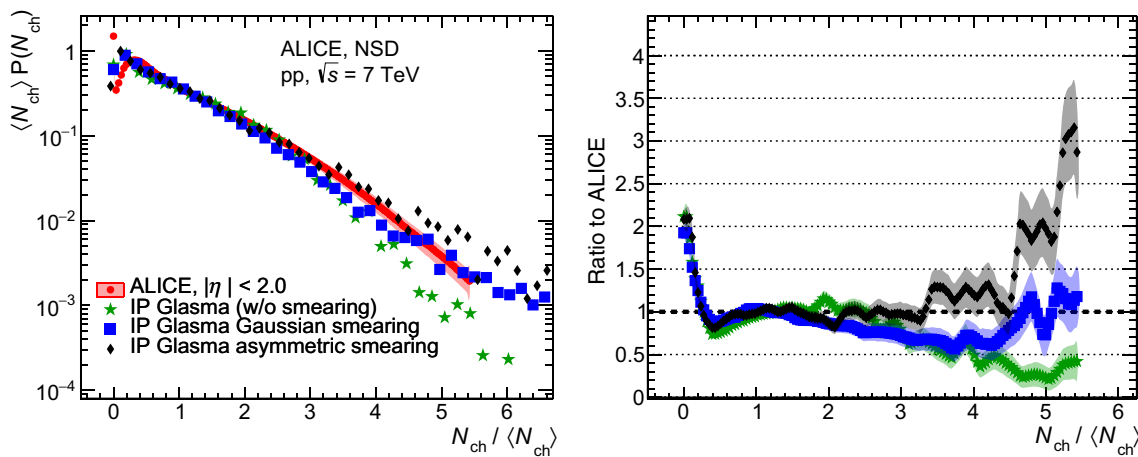 ⟨N_ch⟩ P(N_ch)
1
10⁻¹
10⁻²
10⁻³
10⁻⁴
ALICE, NSD
pp, √s = 7 TeV
ALICE, |η| < 2.0
IP Glasma (w/o smearing)
IP Glasma Gaussian smearing
IP Glasma asymmetric smearing
0 1 2 3 4 5 6
N_ch / ⟨N_ch⟩
Ratio to ALICE
4
3.5
3
2.5
2
1.5
1
0.5
0
0 1 2 3 4 5 6
N_ch / ⟨N_ch⟩